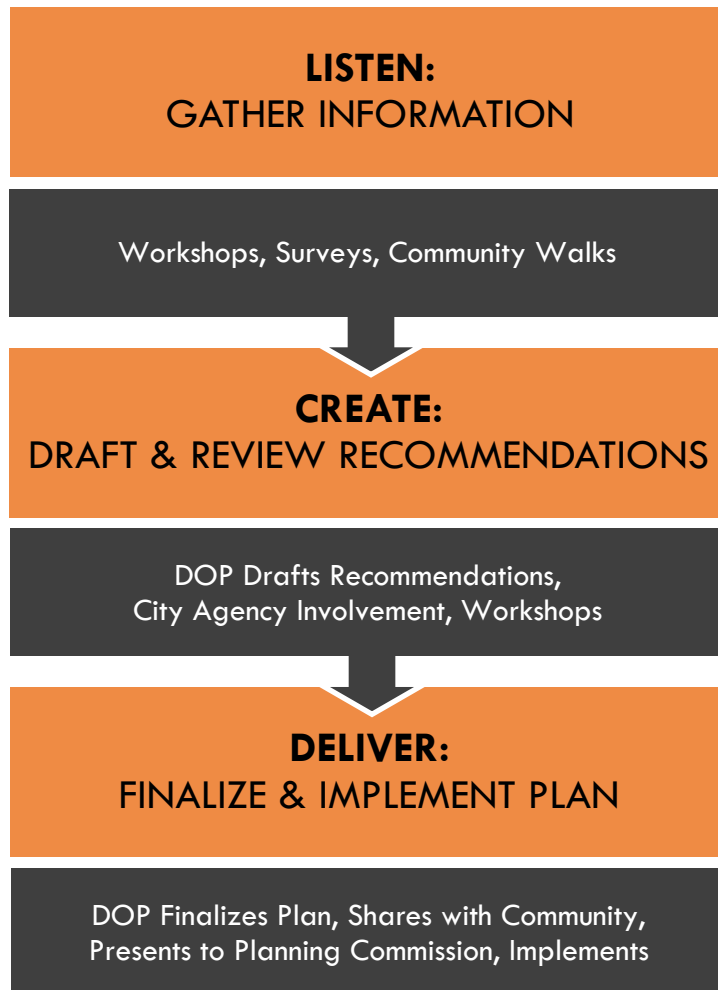 LISTEN:
GATHER INFORMATION
Workshops, Surveys, Community Walks
CREATE:
DRAFT & REVIEW RECOMMENDATIONS
DOP Drafts Recommendations,
City Agency Involvement, Workshops
DELIVER:
FINALIZE & IMPLEMENT PLAN
DOP Finalizes Plan, Shares with Community,
Presents to Planning Commission, Implements